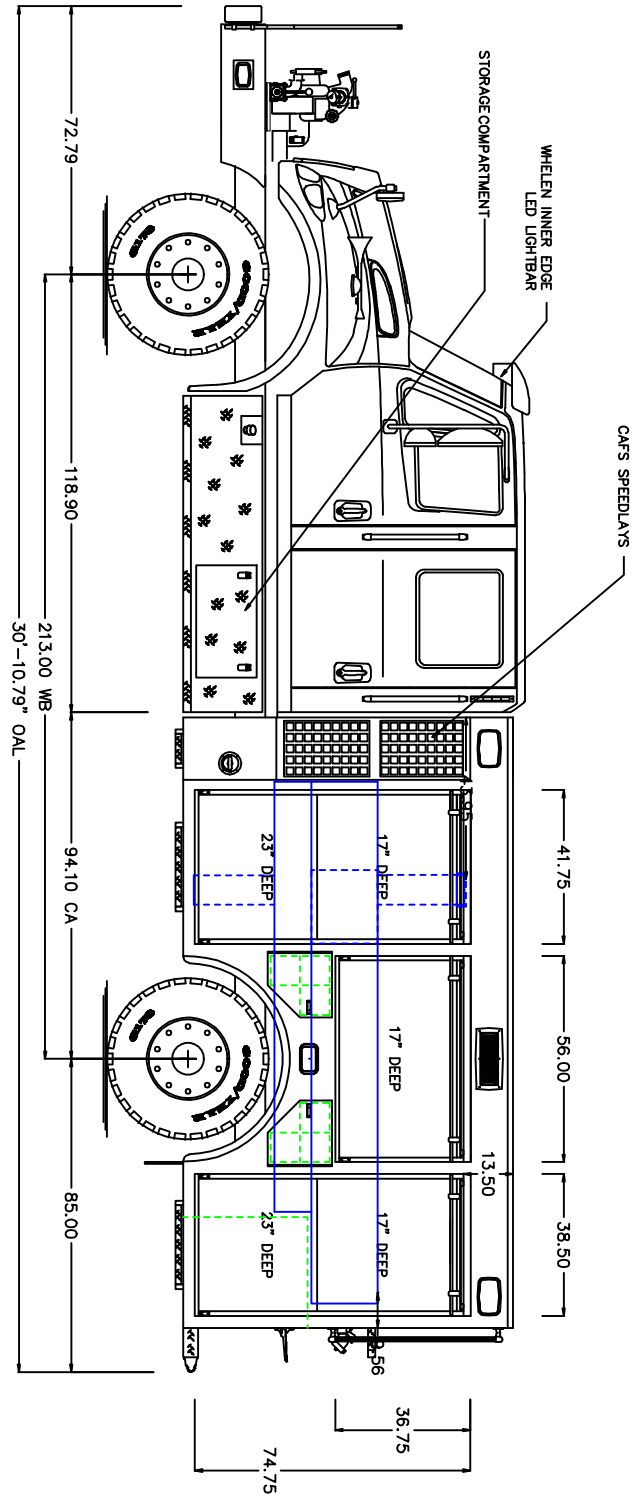 WHELEN INNER EDGE
LED LIGHTBAR
STORAGE COMPARTMENT
CAFS SPEEDLAYS
41.75
56.00
38.50
13.50
36.75
74.75
17" DEEP
23" DEEP
17" DEEP
17" DEEP
23" DEEP
GOODYEAR
GOODYEAR
72.79
118.90
94.10 CA
85.00
213.00 WB
30'-10.79" OAL